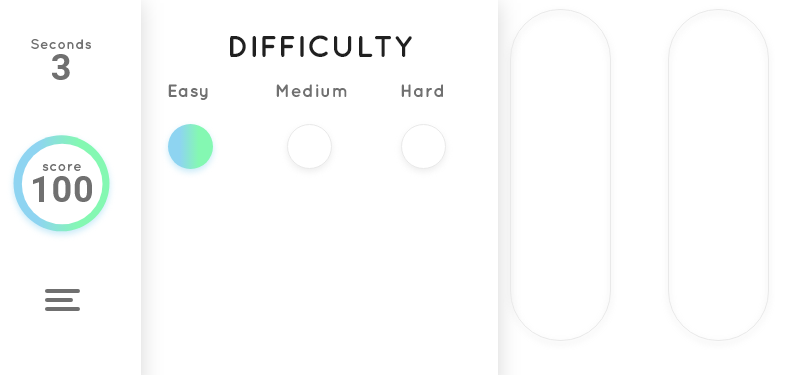 Seconds
3
score
100
DIFFICULTY
Easy Medium Hard